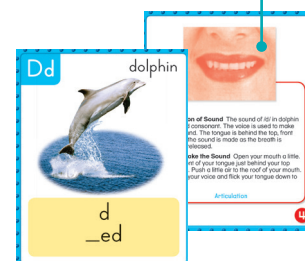 Dd
dolphin
d
_ed
on of Sound The sound of /d/ in dolphin
consonant. The voice is used to make
nd. The tongue is behind the top, front
the sound is made as the breath is
released.
ake the Sound Open your mouth a little.
nt of your tongue just behind your top
. Push a little air to the roof of your mouth.
your voice and flick your tongue down to
Articulation
4